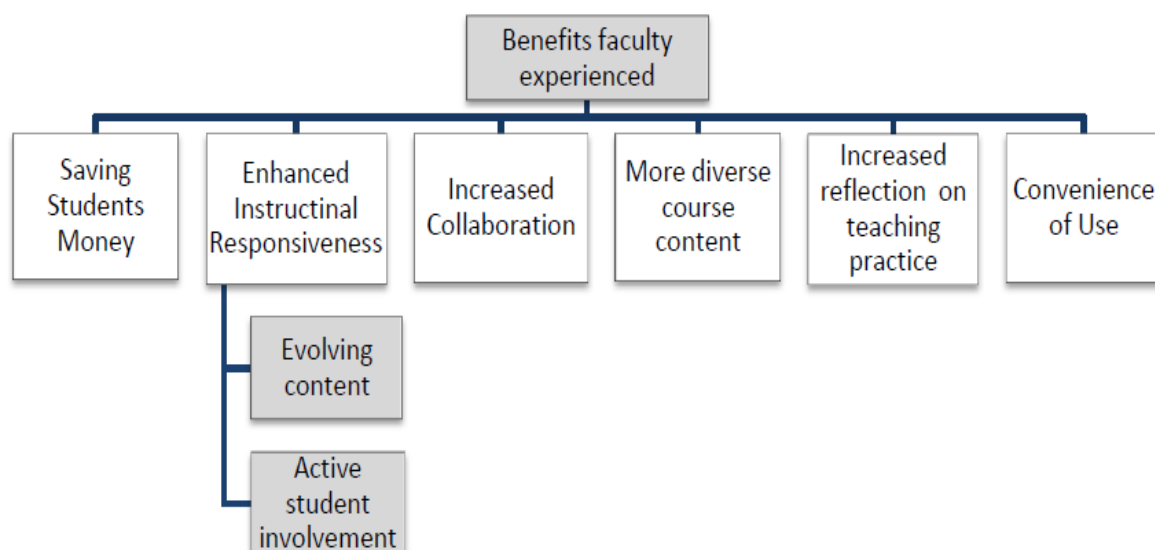 Benefits faculty
experienced
Saving
Students
Money
Enhanced
Instructinal
Responsiveness
Increased
Collaboration
More diverse
course
content
Increased
reflection on
teaching
practice
Convenience
of Use
Evolving
content
Active
student
involvement